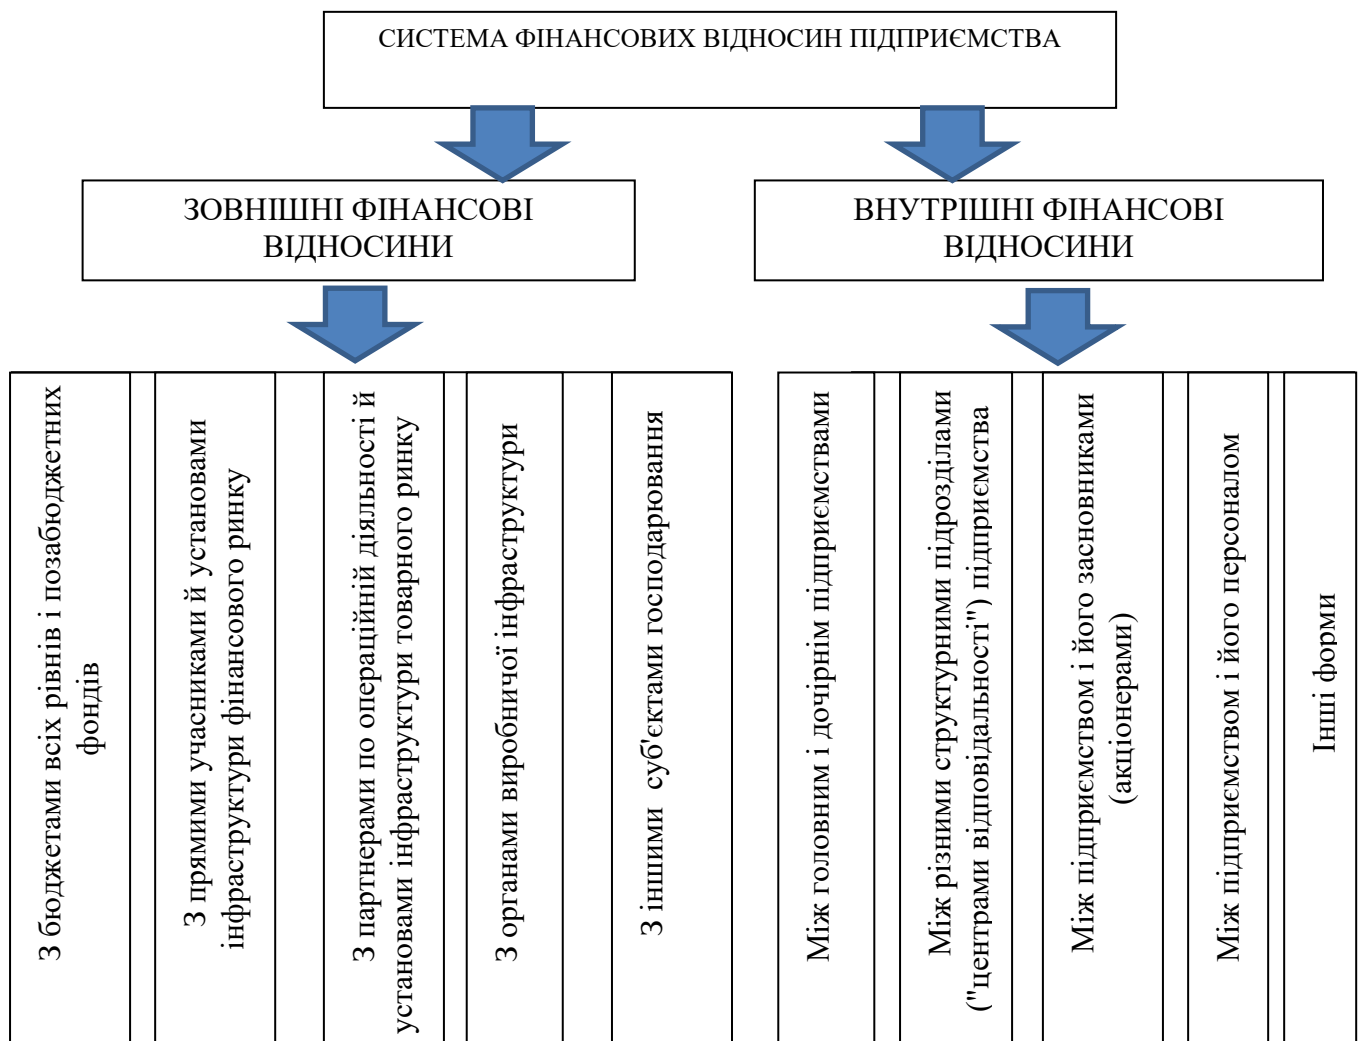 СИСТЕМА ФІНАНСОВИХ ВІДНОСИН ПІДПРИЄМСТВА
ЗОВНІШНІ ФІНАНСОВІ
ВІДНОСИНИ
ВНУТРІШНІ ФІНАНСОВІ
ВІДНОСИНИ
З бюджетами всіх рівнів і позабюджетних
фондів
З прямими учасниками й установами
інфраструктури фінансового ринку
З партнерами по операційній діяльності й
установами інфраструктури товарного ринку
З органами виробничої інфраструктури
З іншими суб'єктами господарювання
Між головним і дочірнім підприємствами
Між різними структурними підрозділами
("центрами відповідальності") підприємства
Між підприємством і його засновниками
(акціонерами)
Між підприємством і його персоналом
Інші форми